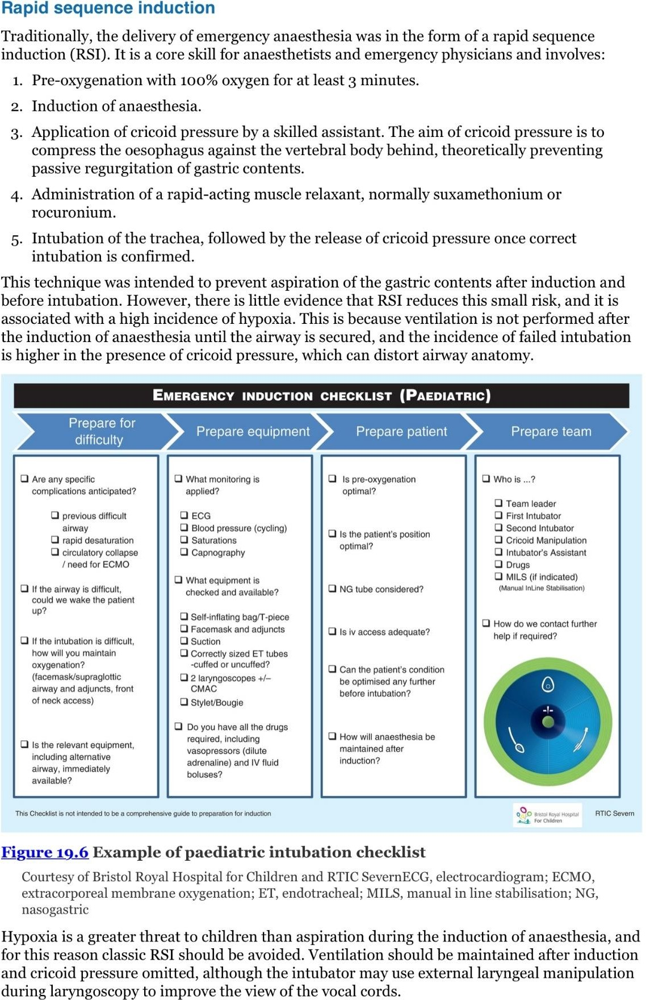 Rapid sequence induction
Traditionally, the delivery of emergency anaesthesia was in the form of a rapid sequence
induction (RSI). It is a core skill for anaesthetists and emergency physicians and involves:
1. Pre-oxygenation with 100% oxygen for at least 3 minutes.
2. Induction of anaesthesia.
3. Application of cricoid pressure by a skilled assistant. The aim of cricoid pressure is to
compress the oesophagus against the vertebral body behind, theoretically preventing
passive regurgitation of gastric contents.
4. Administration of a rapid-acting muscle relaxant, normally suxamethonium or
rocuronium.
5. Intubation of the trachea, followed by the release of cricoid pressure once correct
intubation is confirmed.
This technique was intended to prevent aspiration of the gastric contents after induction and
before intubation. However, there is little evidence that RSI reduces this small risk, and it is
associated with a high incidence of hypoxia. This is because ventilation is not performed after
the induction of anaesthesia until the airway is secured, and the incidence of failed intubation
is higher in the presence of cricoid pressure, which can distort airway anatomy.
EMERGENCY INDUCTION CHECKLIST (PAEDIATRIC)
Prepare for
difficulty
❑ Are any specific
complications anticipated?
❑ previous difficult
airway
❑ rapid desaturation
❑ circulatory collapse
/ need for ECMO
❑ If the airway is difficult,
could we wake the patient
up?
❑ If the intubation is difficult,
how will you maintain
oxygenation?
(facemask/supraglottic
airway and adjuncts, front
of neck access)
❑ Is the relevant equipment,
including alternative
airway, immediately
available?
Prepare equipment
❑ What monitoring is
applied?
❑ ECG
❑ Blood pressure (cycling)
❑ Saturations
❑ Capnography
❑ What equipment is
checked and available?
❑ Self-inflating bag/T-piece
❑ Facemask and adjuncts
❑ Suction
❑ Correctly sized ET tubes
-cuffed or uncuffed?
❑ 2 laryngoscopes +/–
CMAC
❑ Stylet/Bougie
❑ Do you have all the drugs
required, including
vasopressors (dilute
adrenaline) and IV fluid
boluses?
Prepare patient
❑ Is pre-oxygenation
optimal?
❑ Is the patient's position
optimal?
❑ NG tube considered?
❑ Is iv access adequate?
❑ Can the patient's condition
be optimised any further
before intubation?
❑ How will anaesthesia be
maintained after
induction?
Prepare team
❑ Who is ...?
❑ Team leader
❑ First Intubator
❑ Second Intubator
❑ Cricoid Manipulation
❑ Intubator's Assistant
❑ Drugs
❑ MILS (if indicated)
(Manual InLine Stabilisation)
❑ How do we contact further
help if required?
This Checklist is not intended to be a comprehensive guide to preparation for induction
Bristol Royal Hospital
For Children
RTIC Severn
Figure 19.6 Example of paediatric intubation checklist
Courtesy of Bristol Royal Hospital for Children and RTIC SevernECG, electrocardiogram; ECMO,
extracorporeal membrane oxygenation; ET, endotracheal; MILS, manual in line stabilisation; NG,
nasogastric
Hypoxia is a greater threat to children than aspiration during the induction of anaesthesia, and
for this reason classic RSI should be avoided. Ventilation should be maintained after induction
and cricoid pressure omitted, although the intubator may use external laryngeal manipulation
during laryngoscopy to improve the view of the vocal cords.